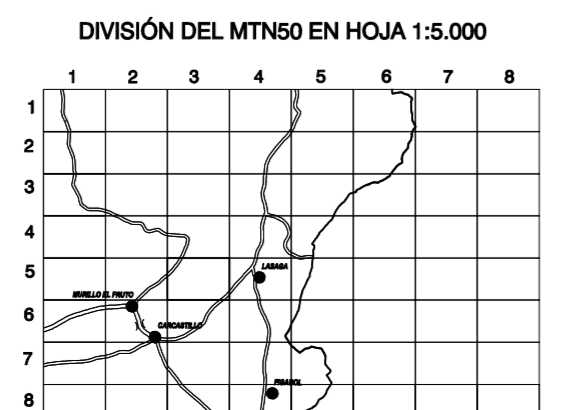 DIVISIÓN DEL MTN50 EN HOJA 1:5.000
1 2 3 4 5 6 7 8
1
2
3
4
5
LASAGA
MURILLO EL FRUTO
6
CARCASTILLO
7
FIGAROL
8